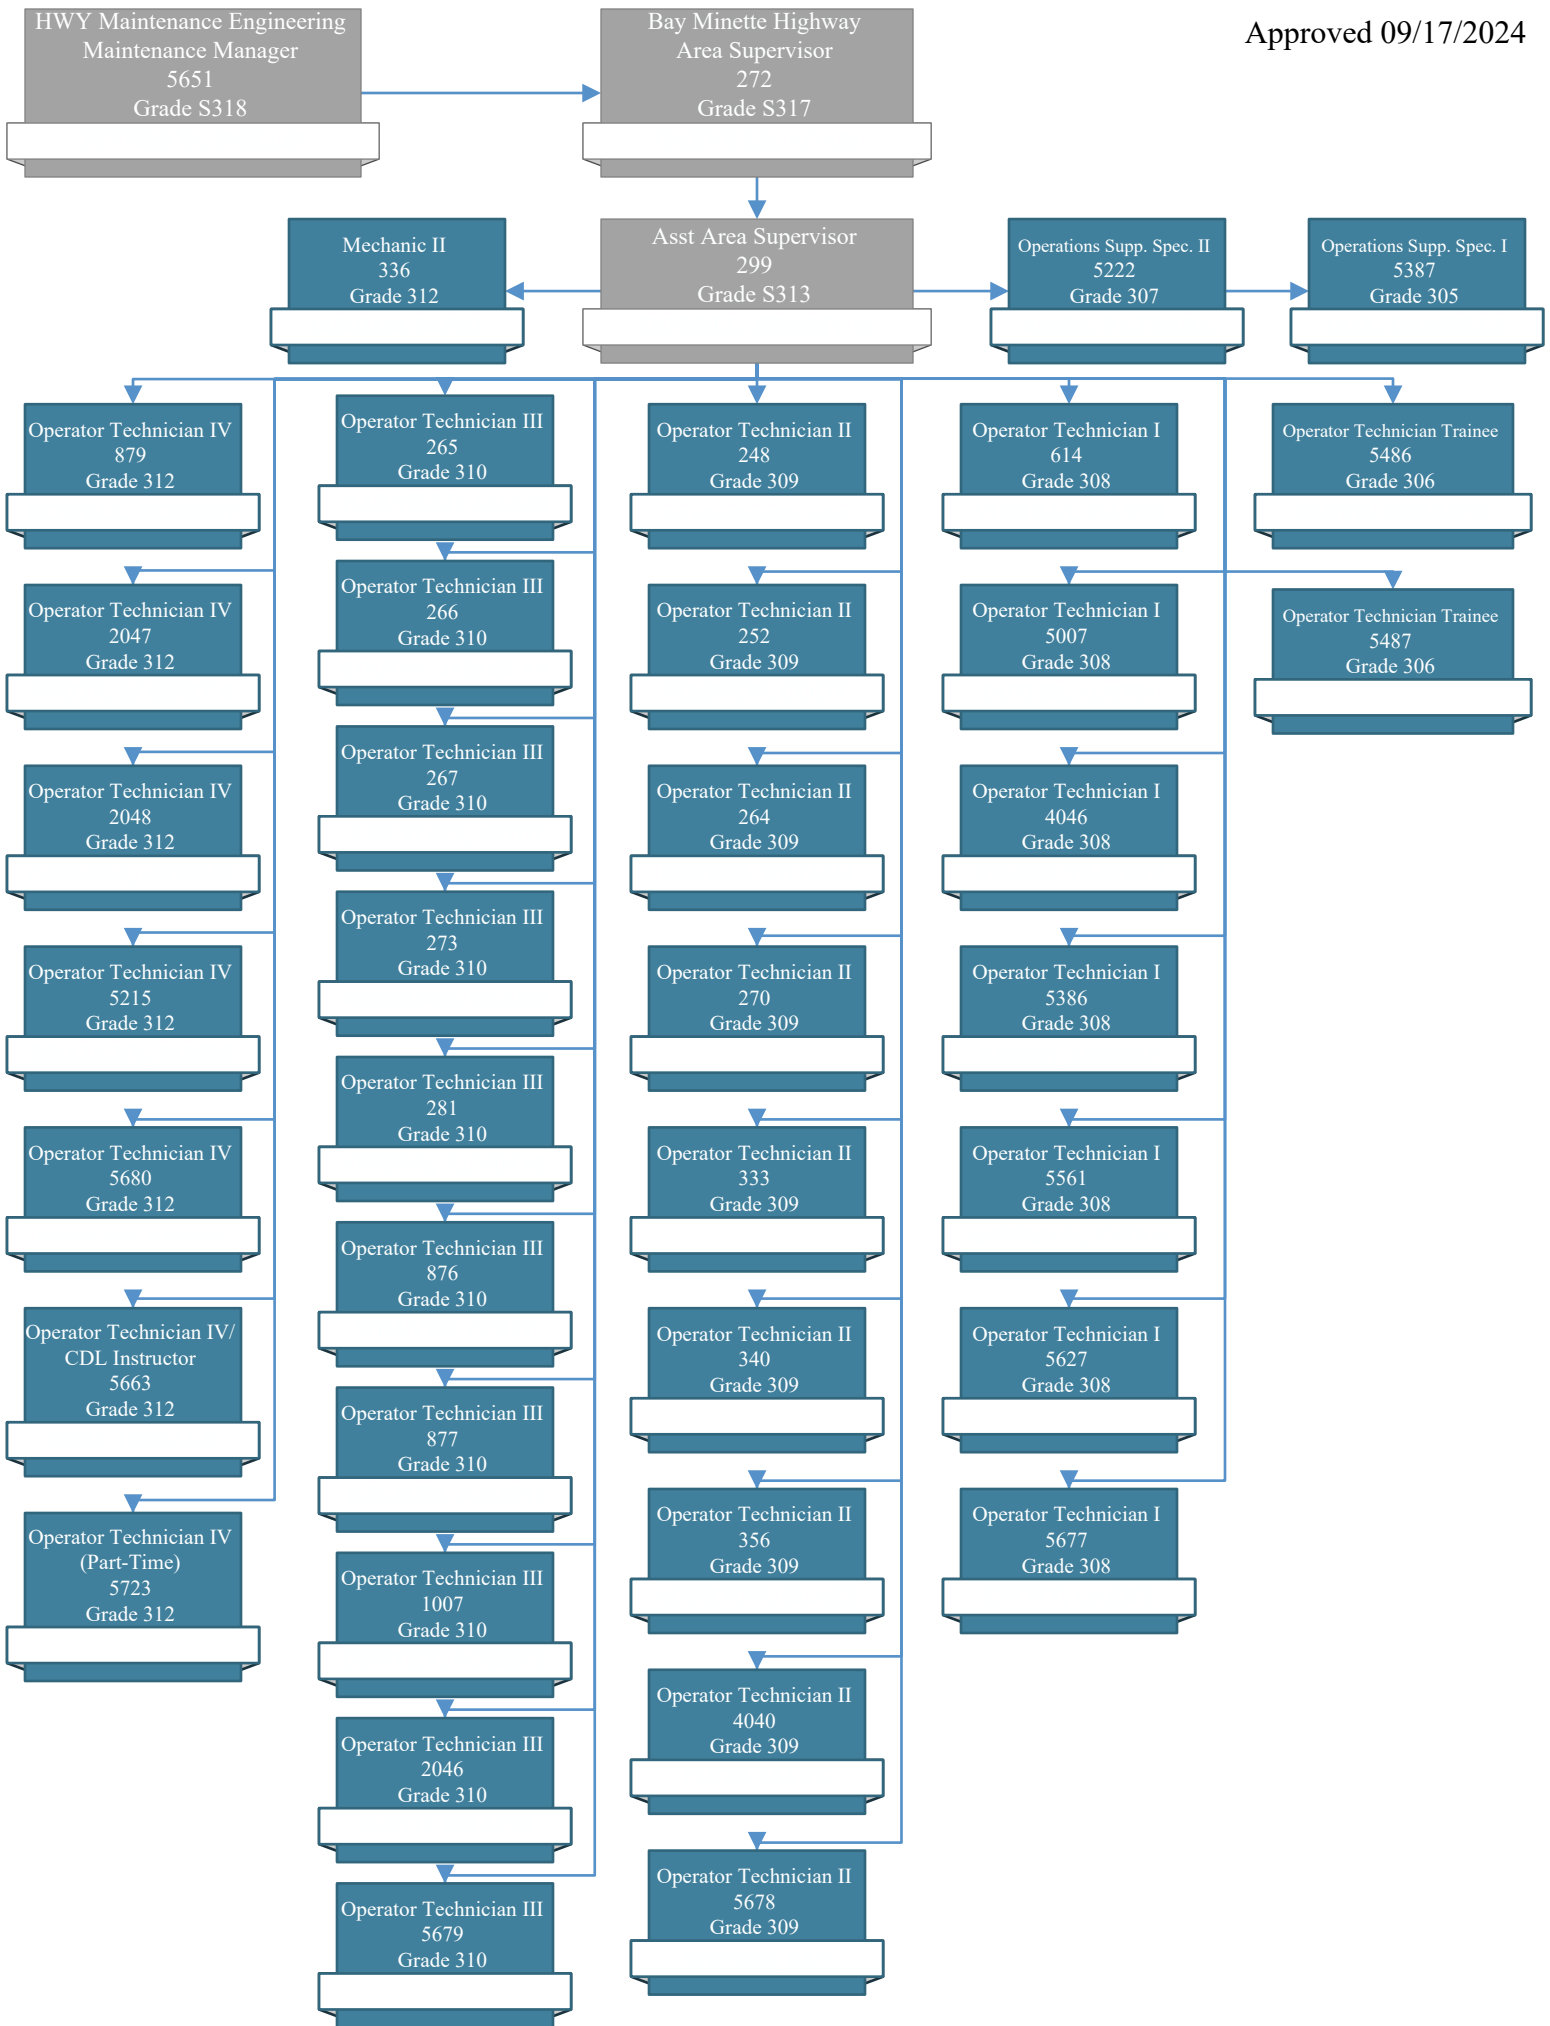 HWY Maintenance Engineering
Maintenance Manager
5651
Grade S318
Bay Minette Highway
Area Supervisor
272
Grade S317
Approved 09/17/2024
Mechanic II
336
Grade 312
Asst Area Supervisor
299
Grade S313
Operations Supp. Spec. II
5222
Grade 307
Operations Supp. Spec. I
5387
Grade 305
Operator Technician IV
879
Grade 312
Operator Technician IV
2047
Grade 312
Operator Technician IV
2048
Grade 312
Operator Technician IV
5215
Grade 312
Operator Technician IV
5680
Grade 312
Operator Technician IV/
CDL Instructor
5663
Grade 312
Operator Technician IV
(Part-Time)
5723
Grade 312
Operator Technician III
265
Grade 310
Operator Technician III
266
Grade 310
Operator Technician III
267
Grade 310
Operator Technician III
273
Grade 310
Operator Technician III
281
Grade 310
Operator Technician III
876
Grade 310
Operator Technician III
877
Grade 310
Operator Technician III
1007
Grade 310
Operator Technician III
2046
Grade 310
Operator Technician III
5679
Grade 310
Operator Technician II
248
Grade 309
Operator Technician II
252
Grade 309
Operator Technician II
264
Grade 309
Operator Technician II
270
Grade 309
Operator Technician II
333
Grade 309
Operator Technician II
340
Grade 309
Operator Technician II
356
Grade 309
Operator Technician II
4040
Grade 309
Operator Technician II
5678
Grade 309
Operator Technician I
614
Grade 308
Operator Technician I
5007
Grade 308
Operator Technician I
4046
Grade 308
Operator Technician I
5386
Grade 308
Operator Technician I
5561
Grade 308
Operator Technician I
5627
Grade 308
Operator Technician I
5677
Grade 308
Operator Technician Trainee
5486
Grade 306
Operator Technician Trainee
5487
Grade 306